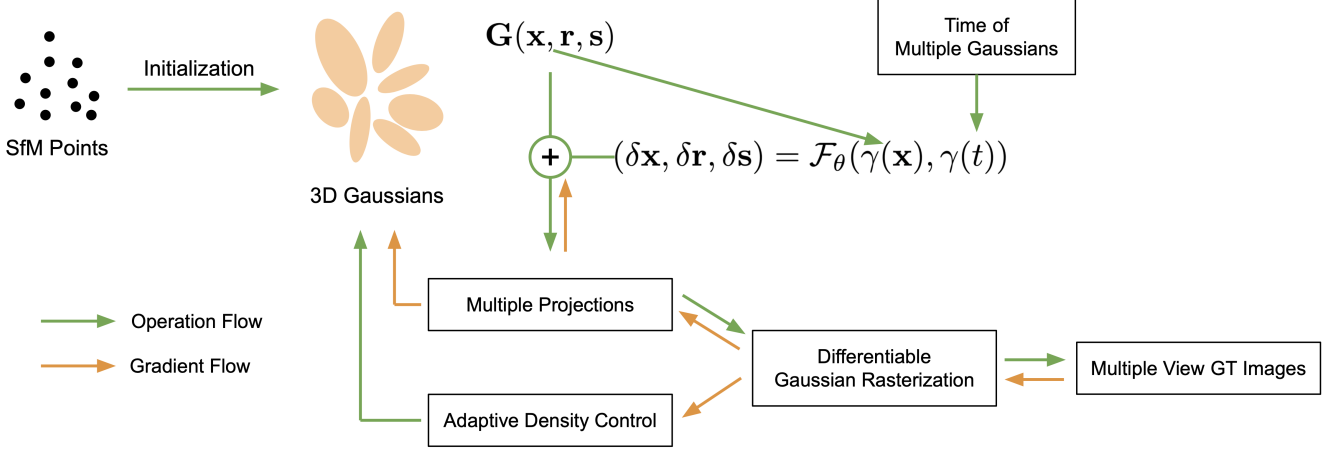 SfM Points
Initialization
3D Gaussians
G(x, r, s)
Time of
Multiple Gaussians
+
(δx, δr, δs) = 𝓕θ(γ(x), γ(t))
Multiple Projections
Operation Flow
Gradient Flow
Differentiable
Gaussian Rasterization
Multiple View GT Images
Adaptive Density Control